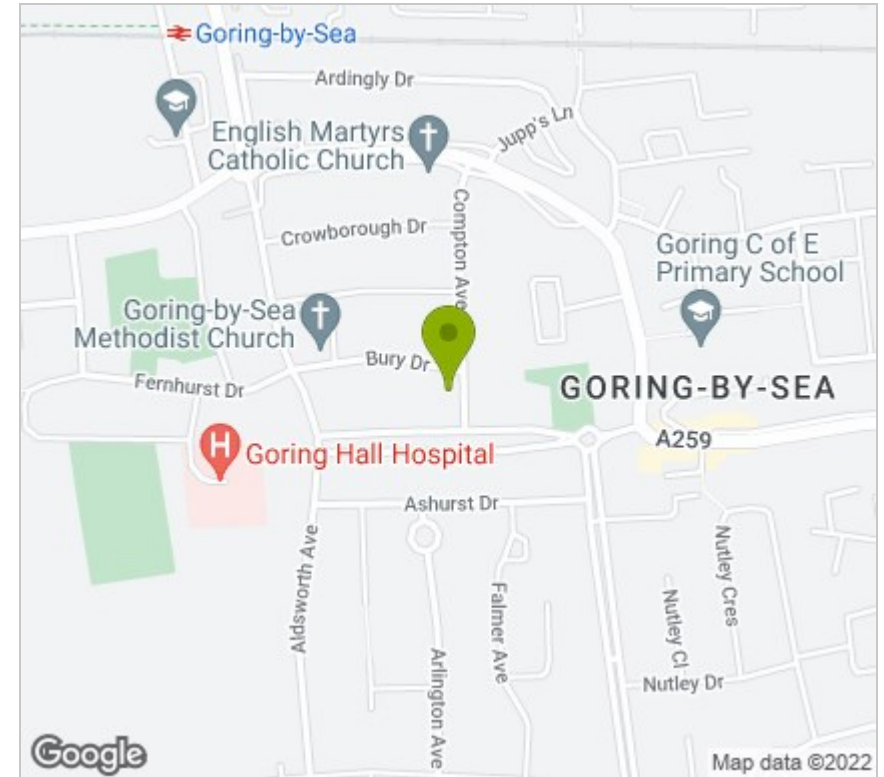 Goring-by-Sea
Ardingly Dr
Jupp's Ln
English Martyrs
Catholic Church
Compton Ave
Crowborough Dr
Goring C of E
Primary School
Goring-by-Sea
Methodist Church
Bury Dr
Fernhurst Dr
GORING-BY-SEA
A259
H
Goring Hall Hospital
Ashurst Dr
Aldsworth Ave
Falmer Ave
Nutley Cres
Nutley Cl
Arlington Ave
Nutley Dr
Google
Map data ©2022